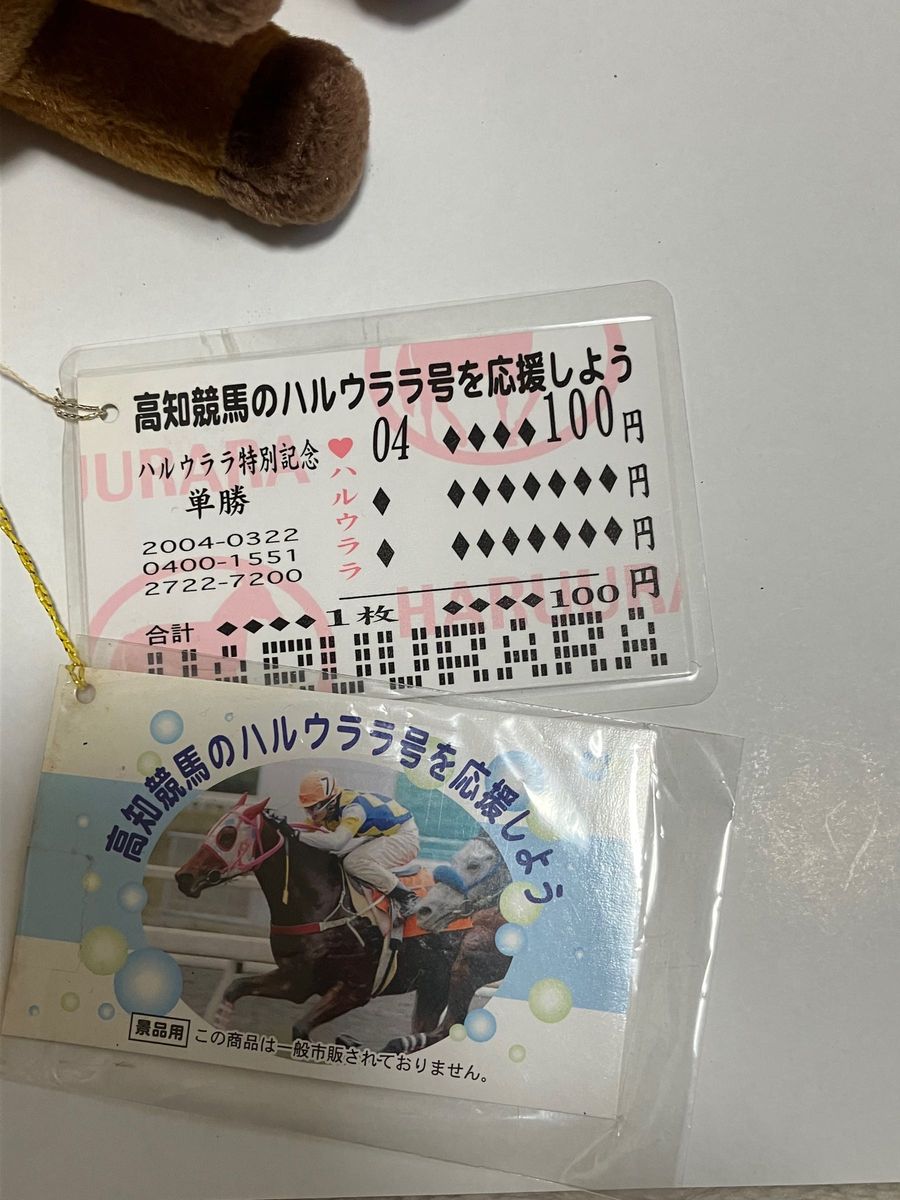 高知競馬のハルウララ号を応援しよう
ハルウララ特別記念
単勝
2004-0322
0400-1551
2722-7200
♥ハルウララ
04 ♦♦♦♦100円
♦ ♦♦♦♦♦♦♦円
♦ ♦♦♦♦♦♦♦円
合計 ♦♦♦♦1枚 ♦♦♦♦100円
HARUURARA
URARA
HARUURA
高知競馬のハルウララ号を応援しよう
7
景品用 この商品は一般市販されておりません。